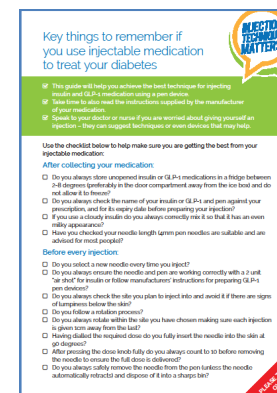 INJECTION
TECHNIQUE
MATTERS
Key things to remember if
you use injectable medication
to treat your diabetes
This guide will help you achieve the best technique for injecting
insulin and GLP-1 medication using a pen device.
Take time to also read the instructions supplied by the manufacturer
of your medication.
Speak to your doctor or nurse if you are worried about giving yourself an
injection – they can suggest techniques or even devices that may help.
Use the checklist below to help make sure you are getting the best from your
injectable medication:
After collecting your medication:
Do you always store unopened insulin or GLP-1 medications in a fridge between
2-8 degrees (preferably in the door compartment away from the ice box) and do
not allow it to freeze?
Do you always check the name of your insulin or GLP-1 and pen against your
prescription, and for its expiry date before preparing your injection?
If you use a cloudy insulin do you always correctly mix it so that it has an even
milky appearance?
Have you checked your needle length (4mm pen needles are suitable and are
advised for most people)?
Before every injection:
Do you select a new needle every time you inject?
Do you always ensure the needle and pen are working correctly with a 2 unit
"air shot" for insulin or follow manufacturers' instructions for preparing GLP-1
pen devices?
Do you always check the site you plan to inject into and avoid it if there are signs
of lumpiness below the skin?
Do you follow a rotation process?
Do you always rotate within the site you have chosen making sure each injection
is given 1cm away from the last?
Having dialled the required dose do you fully insert the needle into the skin at
90 degrees?
After pressing the dose knob fully do you always count to 10 before removing
the needle to ensure the full dose is delivered?
Do you always safely remove the needle from the pen (unless the needle
automatically retracts) and dispose of it into a sharps bin?
PLEASE